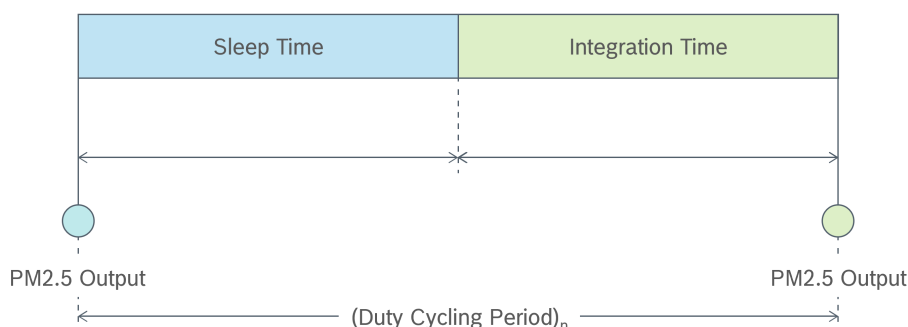 Sleep Time Integration Time
PM2.5 Output PM2.5 Output
(Duty Cycling Period)n